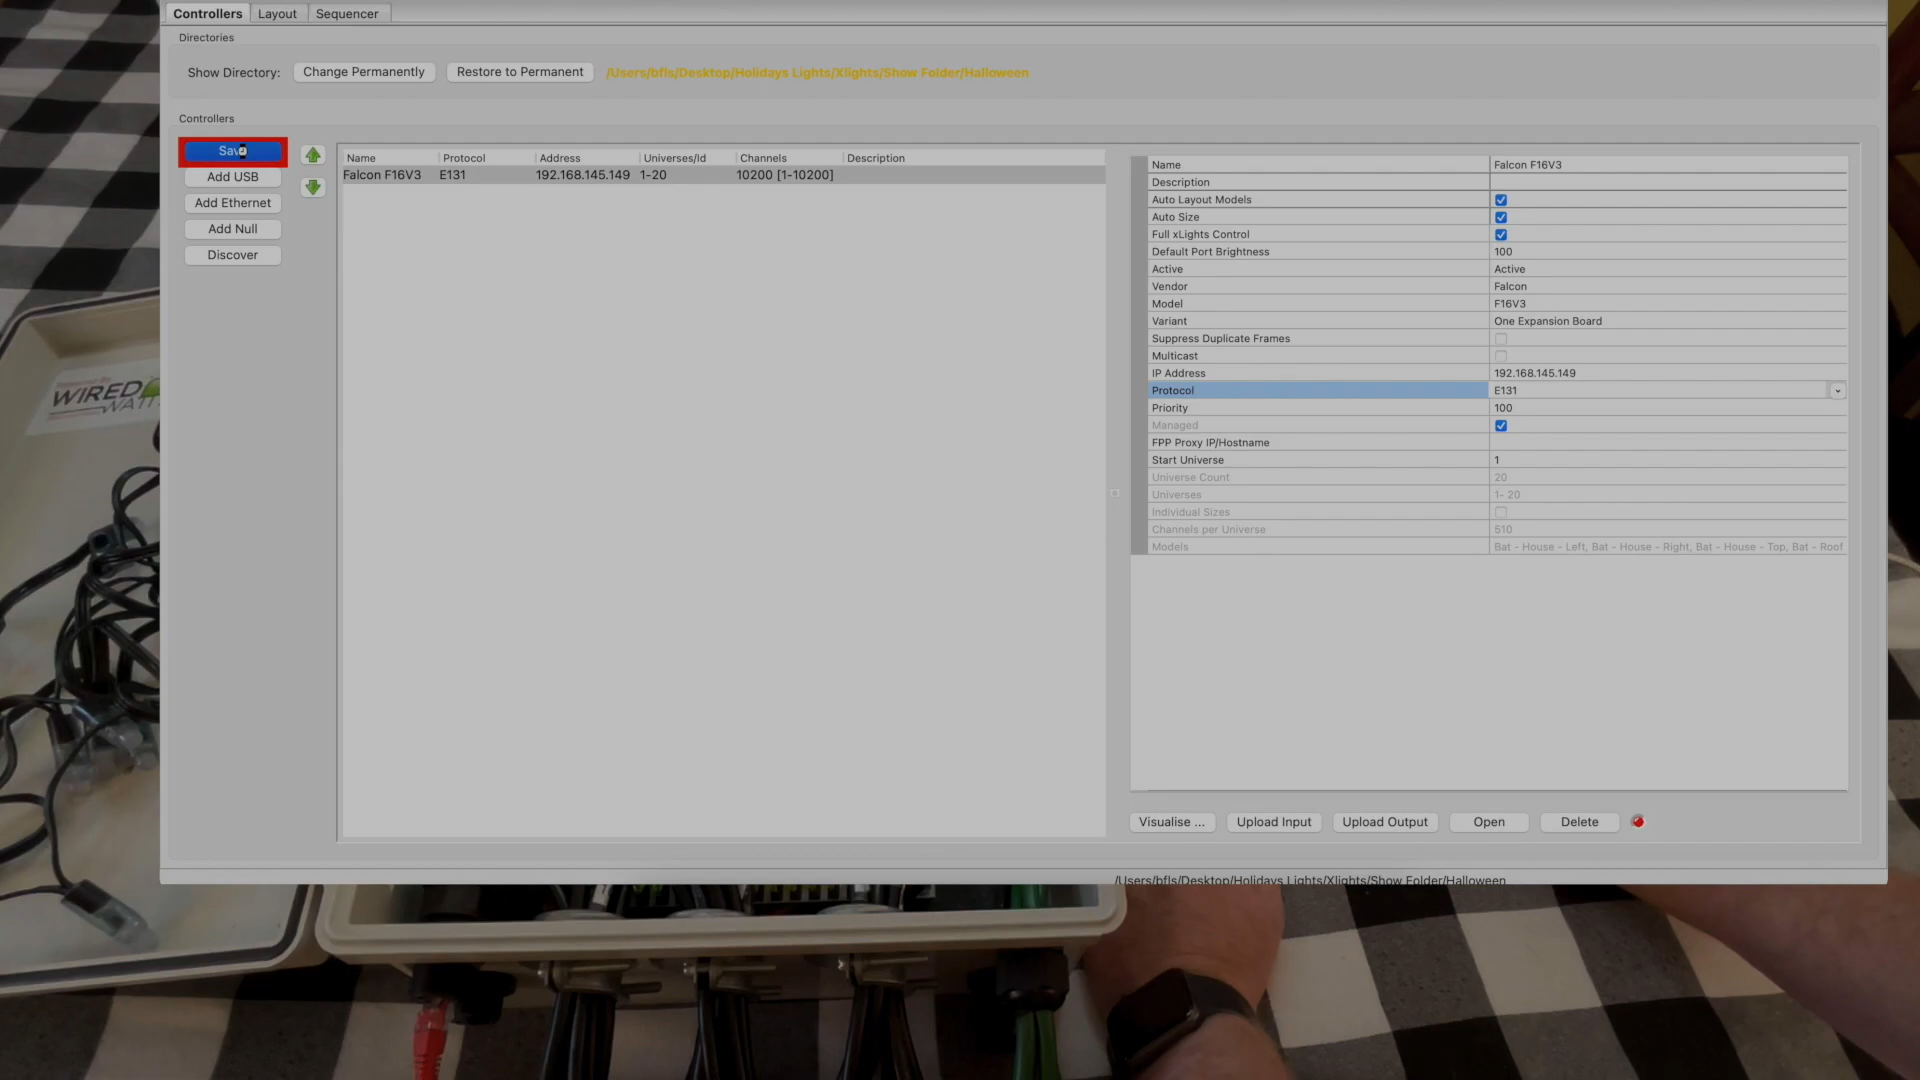 Controllers Layout Sequencer
Directories
Show Directory: Change Permanently Restore to Permanent /Users/bfls/Desktop/Holidays Lights/Xlights/Show Folder/Halloween
Controllers
Add USB
Add Ethernet
Add Null
Discover
Name Protocol Address Universes/Id Channels Description
Falcon F16V3 E131 192.168.145.149 1-20 10200 [1-10200]
Name Falcon F16V3
Description
Auto Layout Models
Auto Size
Full xLights Control
Default Port Brightness 100
Active Active
Vendor Falcon
Model F16V3
Variant One Expansion Board
Suppress Duplicate Frames
Multicast
IP Address 192.168.145.149
Protocol E131
Priority 100
Managed
FPP Proxy IP/Hostname
Start Universe 1
Universe Count 20
Universes 1- 20
Individual Sizes
Channels per Universe 510
Models Bat - House - Left, Bat - House - Right, Bat - House - Top, Bat - Roof
Visualise ... Upload Input Upload Output Open Delete
/Users/bfls/Desktop/Holidays Lights/Xlights/Show Folder/Halloween
WIRED